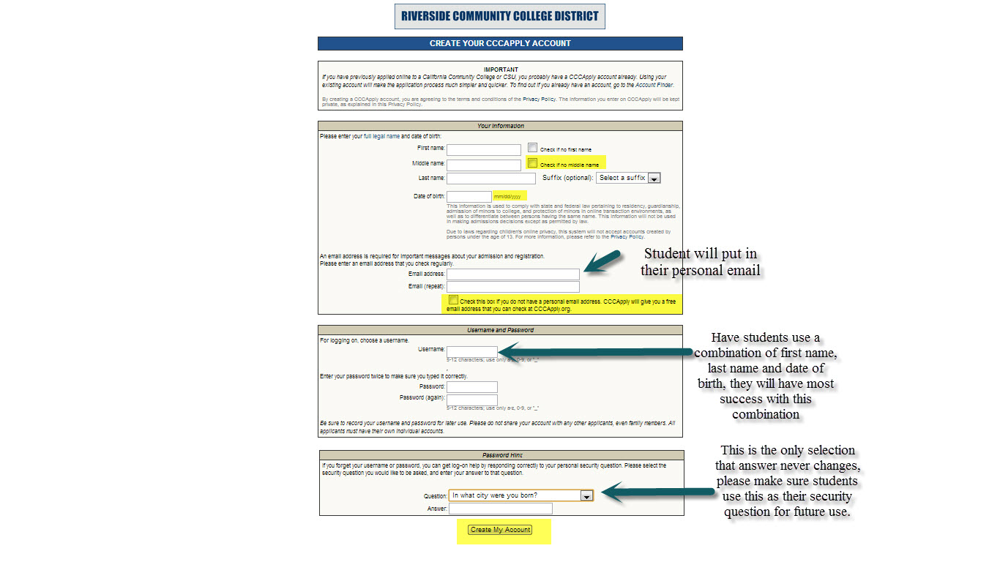 RIVERSIDE COMMUNITY COLLEGE DISTRICT
CREATE YOUR CCCAPPLY ACCOUNT
IMPORTANT
If you have previously applied online to a California Community College or CSU, you probably have a CCCApply account already. Using your
existing account will make the application process much simpler and quicker. To find out if you already have an account, go to the Account Finder.
By creating a CCCApply account, you are agreeing to the terms and conditions of the Privacy Policy. The information you enter on CCCApply will be kept
private, as explained in this Privacy Policy.
Your Information
Please enter your full legal name and date of birth:
First name: Check if no first name
Middle name: Check if no middle name
Last name: Suffix (optional): Select a suffix
Date of birth: mm/dd/yyyy
This information is used to comply with state and federal law pertaining to residency, guardianship,
admission of minors to college, and protection of minors in online transaction environments, as
well as to differentiate between persons having the same name. This information will not be used
in making admissions decisions except as permitted by law.
Due to laws regarding children's online privacy, this system will not accept accounts created by
persons under the age of 13. For more information, please refer to the Privacy Policy.
An email address is required for important messages about your admission and registration.
Please enter an email address that you check regularly.
Email address:
Email (repeat):
Check this box if you do not have a personal email address. CCCApply will give you a free
email address that you can check at CCCApply.org.
Student will put in
their personal email
Username and Password
For logging on, choose a username.
Username:
5-12 characters; use only a-z, 0-9, or "_"
Enter your password twice to make sure you typed it correctly.
Password:
Password (again):
5-12 characters; use only a-z, 0-9, or "_"
Be sure to record your username and password for later use. Please do not share your account with any other applicants, even family members. All
applicants must have their own individual accounts.
Have students use a
combination of first name,
last name and date of
birth, they will have most
success with this
combination
Password Hint
If you forget your username or password, you can get log-on help by responding correctly to your personal security question. Please select the
security question you would like to be asked, and enter your answer to that question.
Question: In what city were you born?
Answer:
Create My Account
This is the only selection
that answer never changes,
please make sure students
use this as their security
question for future use.